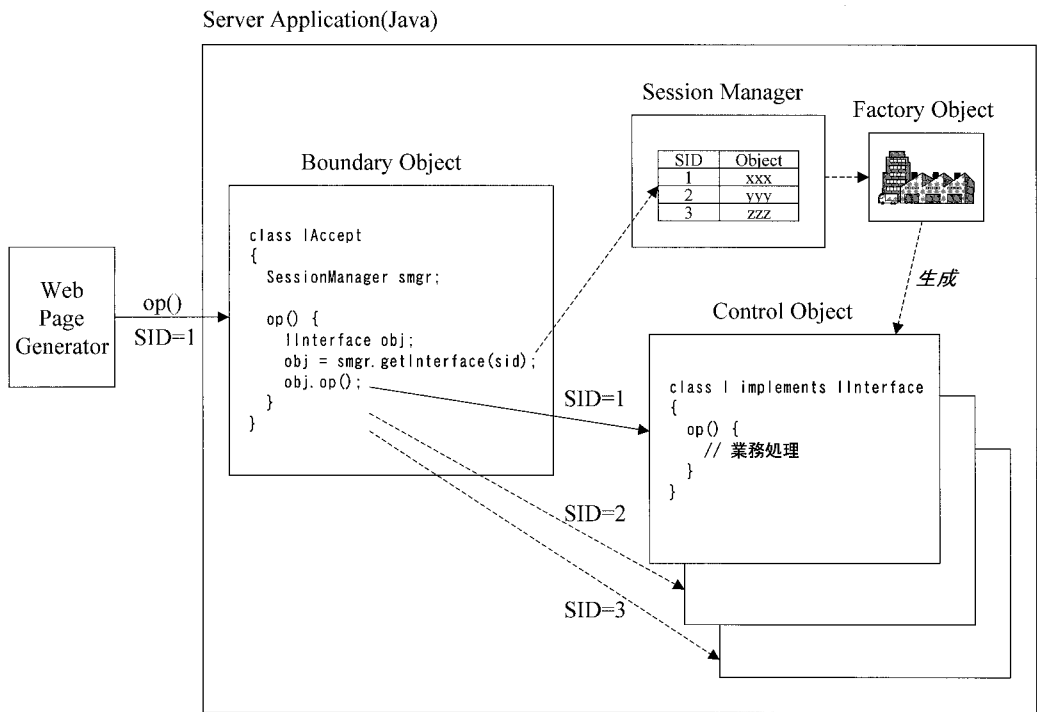 Server Application(Java)
Session Manager
Factory Object
SID Object
1 xxx
2 yyy
3 zzz
Boundary Object
class IAccept
{
SessionManager smgr;
op() {
IInterface obj;
obj = smgr.getInterface(sid);
obj.op();
}
}
Web
Page
Generator
op()
SID=1
生成
Control Object
class I implements IInterface
{
op() {
// 業務処理
}
}
SID=1
SID=2
SID=3